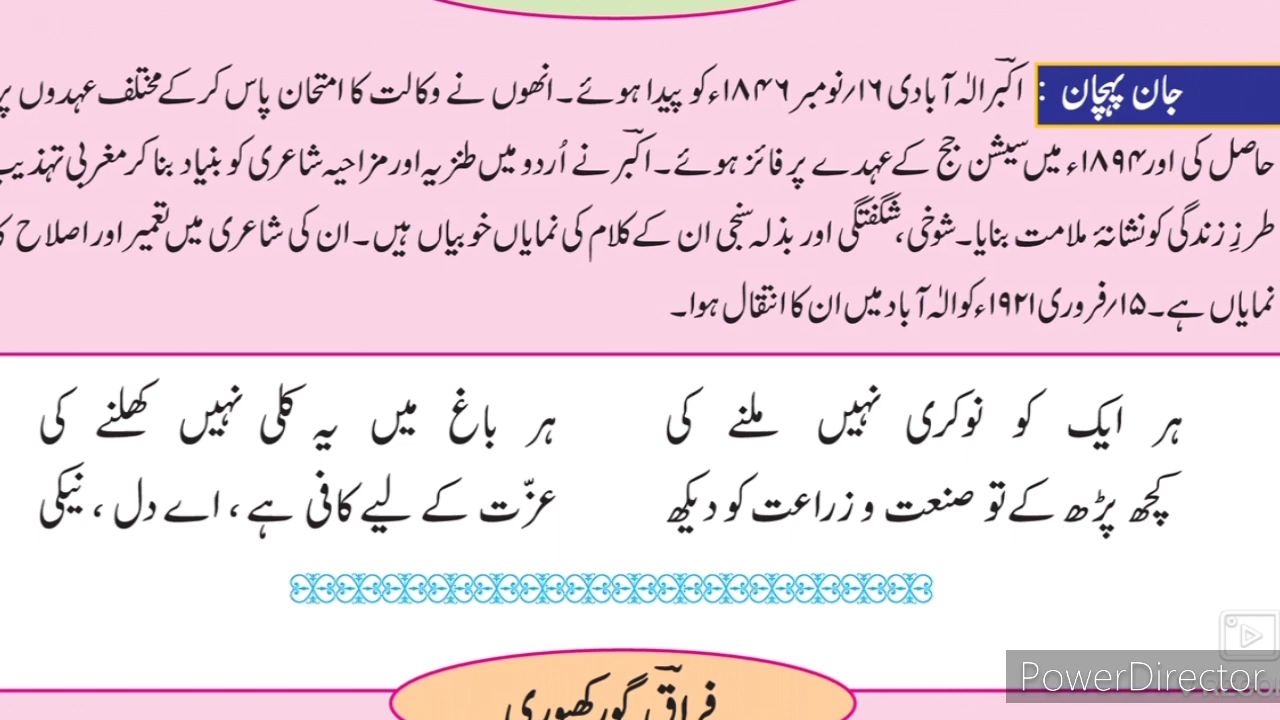 جان پہچان : اکبرؔ الٰہ آبادی ۱۶؍نومبر ۱۸۴۶ء کو پیدا ہوئے۔ انھوں نے وکالت کا امتحان پاس کر کے مختلف عہدوں پر
حاصل کی اور ۱۸۹۴ء میں سیشن جج کے عہدے پر فائز ہوئے۔ اکبرؔ نے اُردو میں طنزیہ اور مزاحیہ شاعری کو بنیاد بنا کر مغربی تہذیب
طرزِ زندگی کو نشانۂ ملامت بنایا۔ شوخی، شگفتگی اور بذلہ سنجی ان کے کلام کی نمایاں خوبیاں ہیں۔ ان کی شاعری میں تعمیر اور اصلاح
نمایاں ہے۔ ۱۵؍فروری ۱۹۲۱ء کو الٰہ آباد میں ان کا انتقال ہوا۔
ہر ایک کو نوکری نہیں ملنے کی ہر باغ میں یہ کلی نہیں کھلنے کی
کچھ پڑھ کے تو صنعت و زراعت کو دیکھ عزّت کے لیے کافی ہے ، اے دل ، نیکی
فراقؔ گورکھپوری
PowerDirector